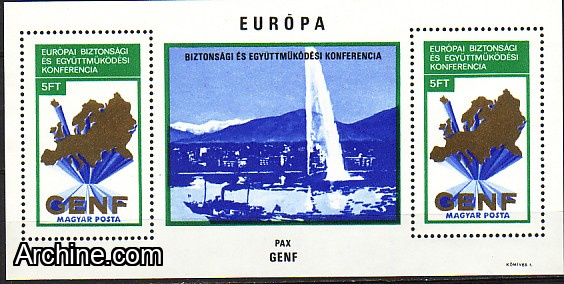 EURÓPA
EURÓPAI BIZTONSÁGI
ÉS EGYÜTTMŰKÖDÉSI
KONFERENCIA
5FT
GENF
MAGYAR POSTA
BIZTONSÁGI ÉS EGYÜTTMŰKÖDÉSI KONFERENCIA
EURÓPAI BIZTONSÁGI
ÉS EGYÜTTMŰKÖDÉSI
KONFERENCIA
5FT
GENF
MAGYAR POSTA
PAX
GENF
KÖMÍVES I.
Archine.com